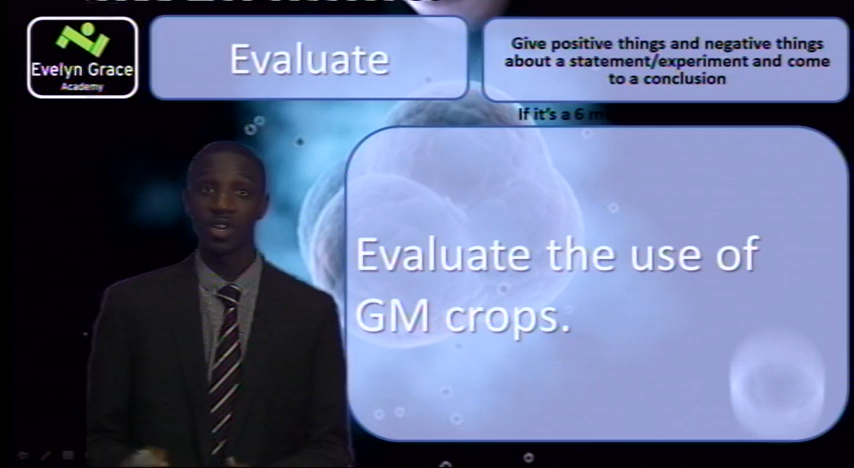 Evelyn Grace
Academy
Evaluate
Give positive things and negative things
about a statement/experiment and come
to a conclusion
If it's a 6
Evaluate the use of
GM crops.